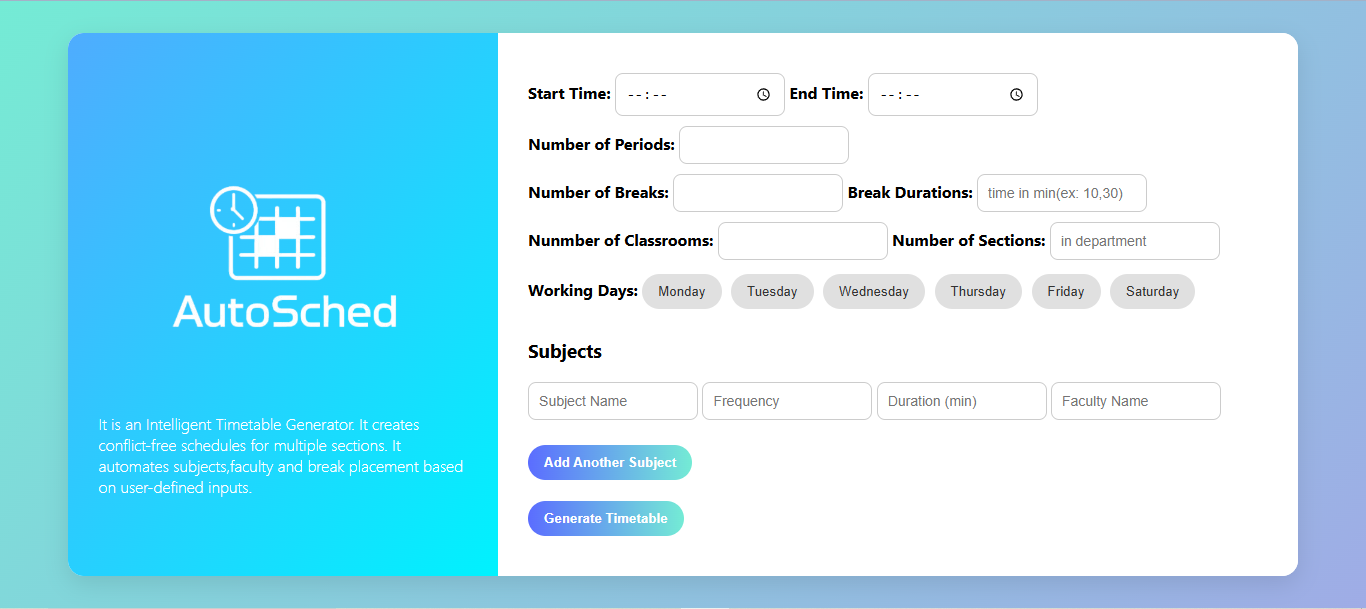 Start Time: --:-- End Time: --:--
Number of Periods:
Number of Breaks: Break Durations: time in min(ex: 10,30)
Nunmber of Classrooms: Number of Sections: in department
Working Days: Monday Tuesday Wednesday Thursday Friday Saturday
Subjects
Subject Name Frequency Duration (min) Faculty Name
Add Another Subject
Generate Timetable
AutoSched
It is an Intelligent Timetable Generator. It creates
conflict-free schedules for multiple sections. It
automates subjects,faculty and break placement based
on user-defined inputs.